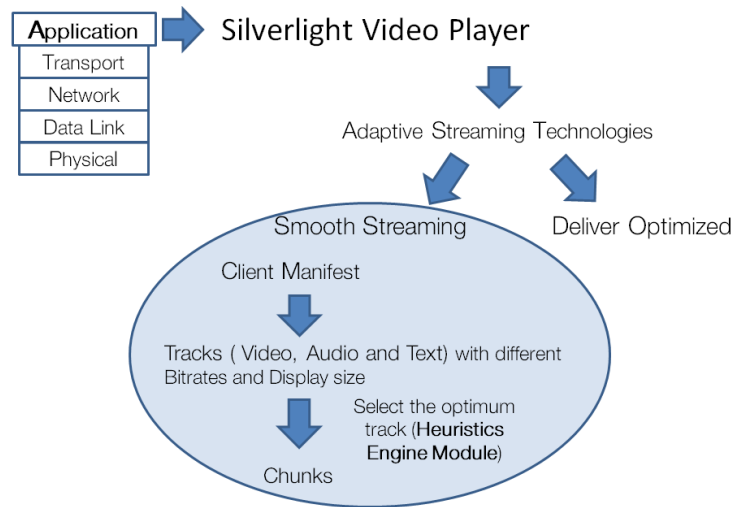 Application
Silverlight Video Player
Transport
Network
Data Link
Physical
Adaptive Streaming Technologies
Smooth Streaming
Deliver Optimized
Client Manifest
Tracks ( Video, Audio and Text) with different
Bitrates and Display size
Select the optimum
track (Heuristics
Engine Module)
Chunks